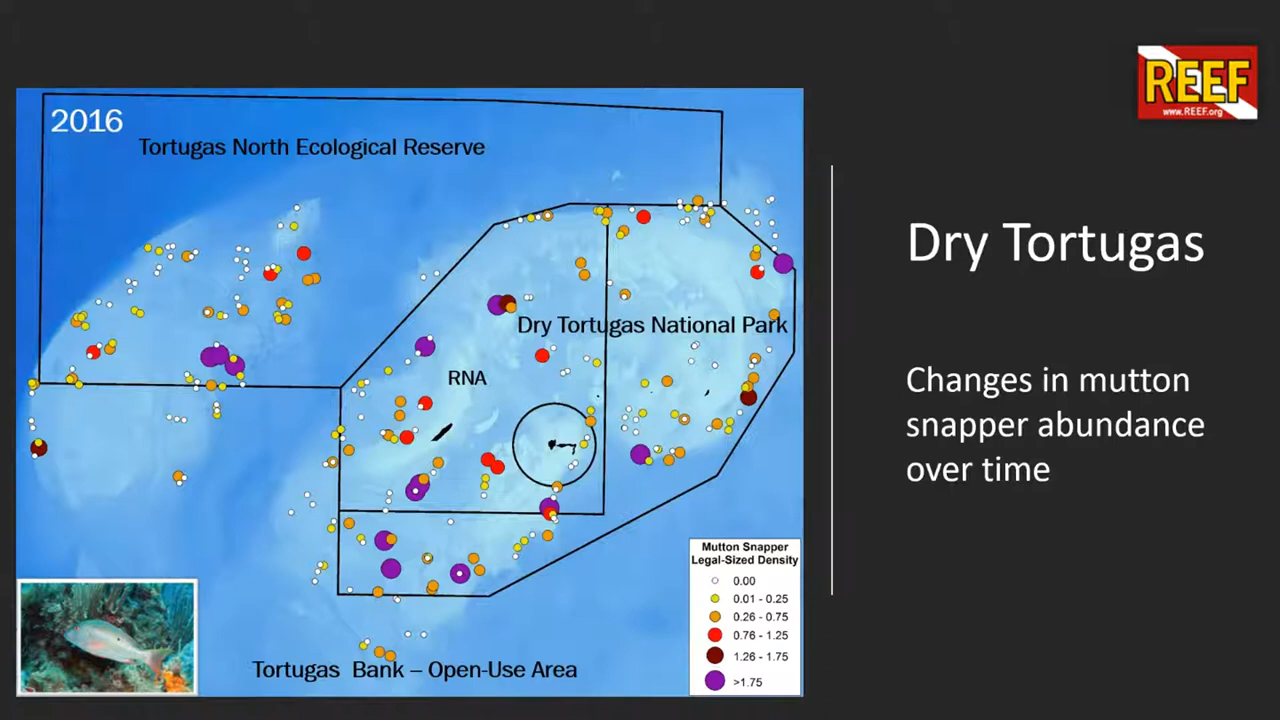 2016
Tortugas North Ecological Reserve
Dry Tortugas National Park
RNA
Tortugas Bank – Open-Use Area
Mutton Snapper
Legal-Sized Density
0.00
0.01 - 0.25
0.26 - 0.75
0.76 - 1.25
1.26 - 1.75
>1.75
REEF
www.REEF.org
Dry Tortugas
Changes in mutton
snapper abundance
over time